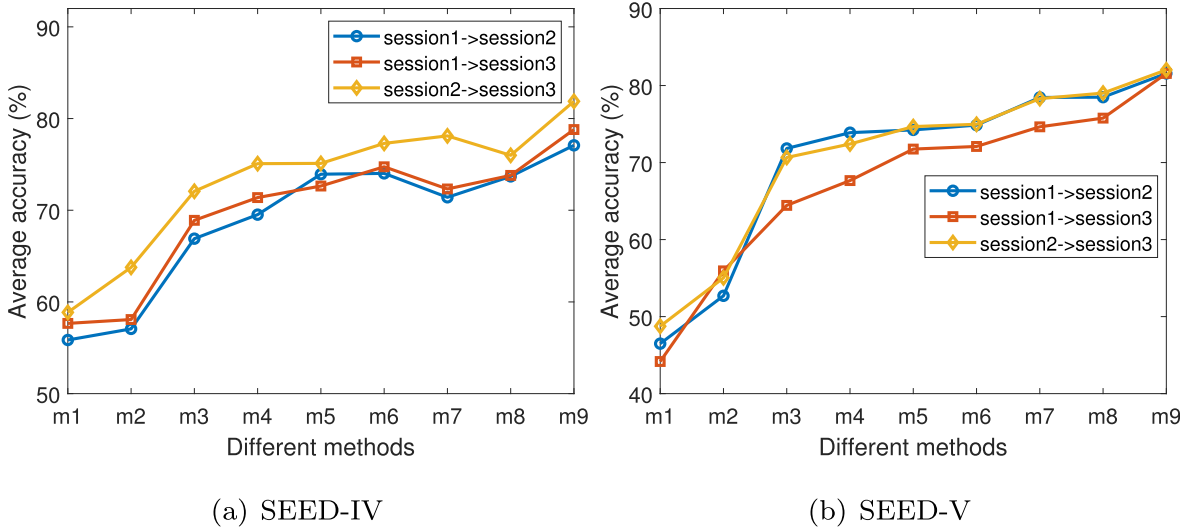 90
80
70
60
50
Average accuracy (%)
session1->session2
session1->session3
session2->session3
m1 m2 m3 m4 m5 m6 m7 m8 m9
Different methods
(a) SEED-IV
90
80
70
60
50
40
Average accuracy (%)
session1->session2
session1->session3
session2->session3
m1 m2 m3 m4 m5 m6 m7 m8 m9
Different methods
(b) SEED-V